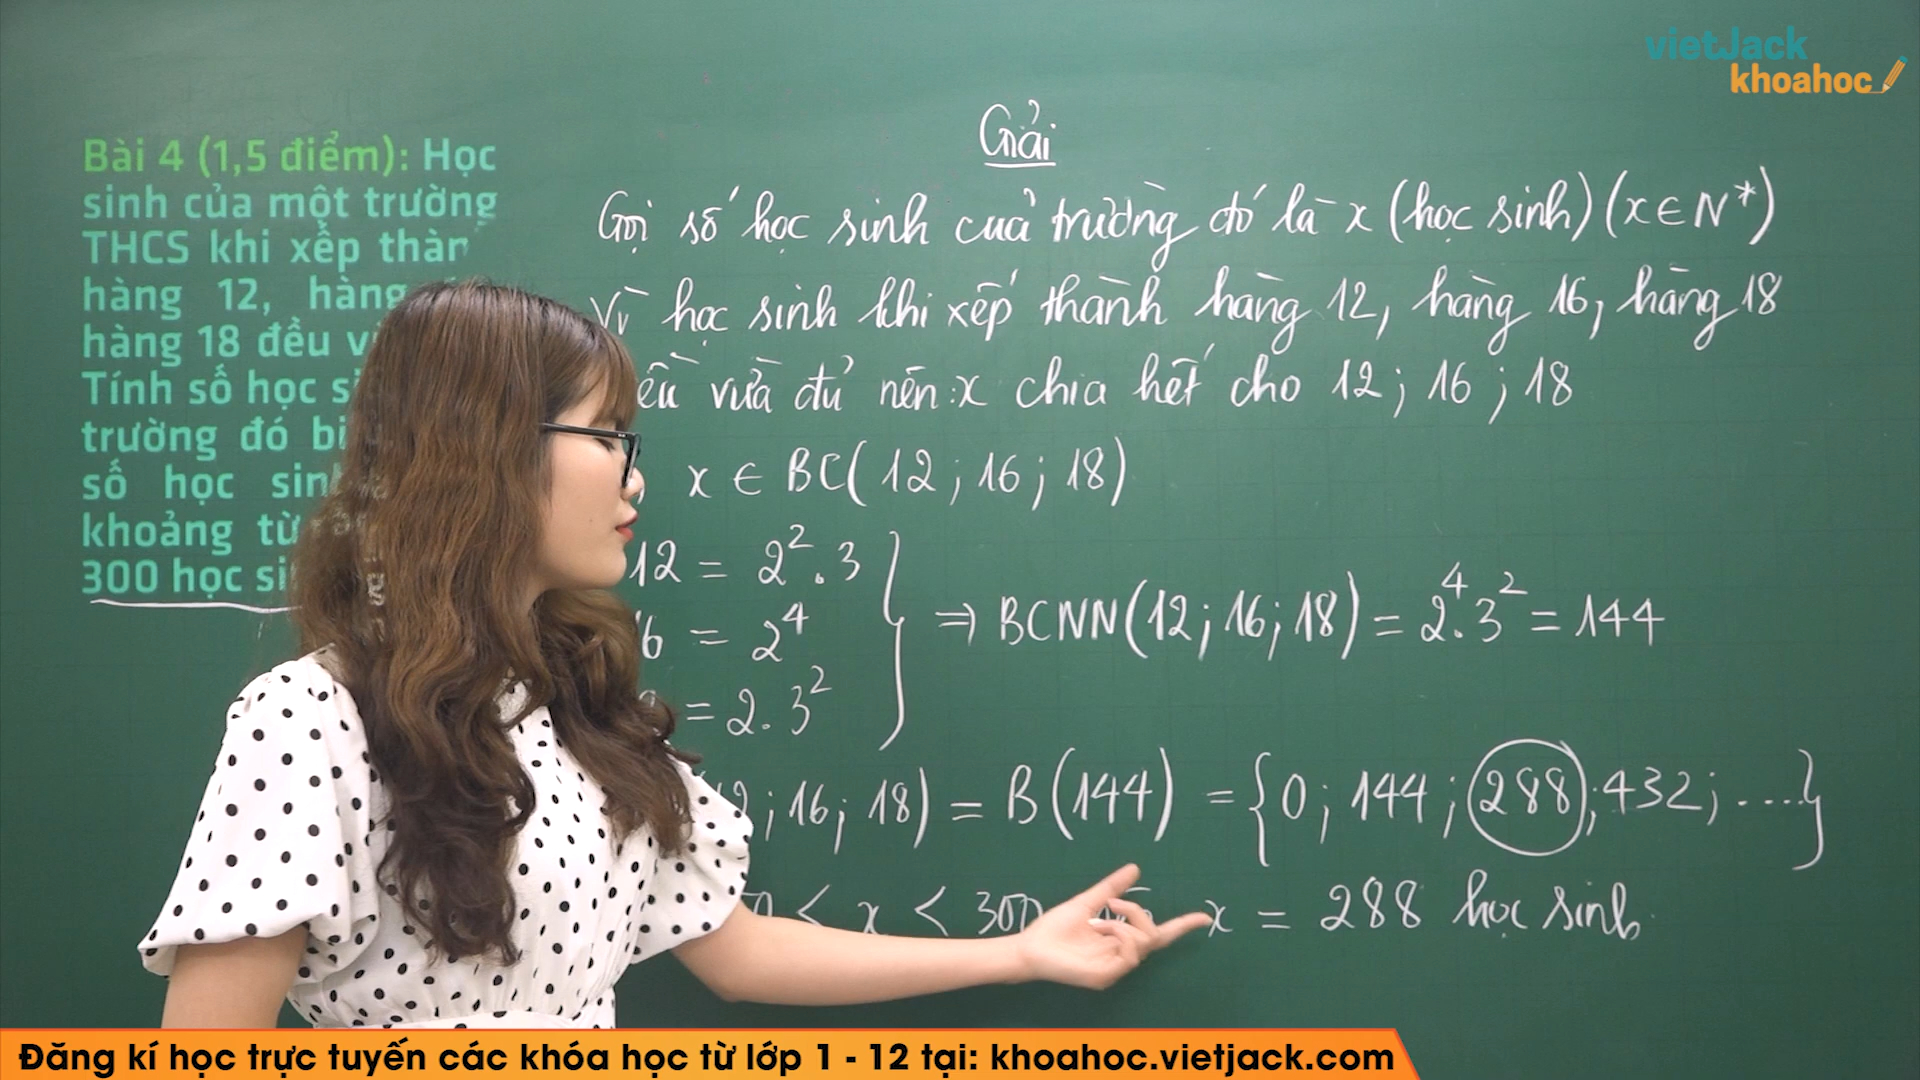 vietJack
khoahoc
Bài 4 (1,5 điểm): Học
sinh của một trường
THCS khi xếp thàn
hàng 12, hàng
hàng 18 đều v
Tính số học s
trường đó bi
số học sin
khoảng từ
300 học si
Giải
Gọi số học sinh của trường đó là x (học sinh) (x ∈ N*)
Vì học sinh khi xếp thành hàng 12, hàng 16, hàng 18
ều vừa đủ nên: x chia hết cho 12 ; 16 ; 18
x ∈ BC( 12 ; 16 ; 18)
12 = 2².3
6 = 2⁴
= 2.3²
⇒ BCNN(12 ; 16 ; 18) = 2⁴.3² = 144
2 ; 16 ; 18) = B(144) = {0 ; 144 ; 288 ; 432 ; ....}
0 < x < 300 x = 288 học sinh
Đăng kí học trực tuyến các khóa học từ lớp 1 - 12 tại: khoahoc.vietjack.com